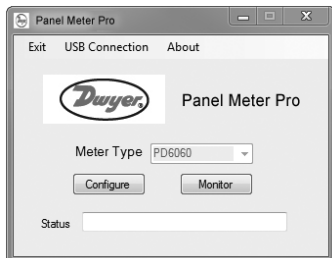 Panel Meter Pro
Exit USB Connection About
Dwyer Panel Meter Pro
Meter Type PD6060
Configure Monitor
Status